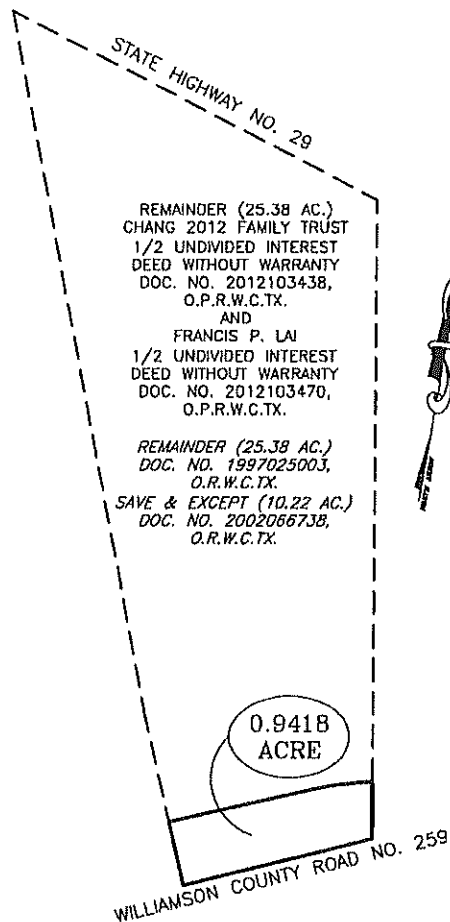 STATE HIGHWAY NO. 29
REMAINDER (25.38 AC.)
CHANG 2012 FAMILY TRUST
1/2 UNDIVIDED INTEREST
DEED WITHOUT WARRANTY
DOC. NO. 2012103438,
O.P.R.W.C.TX.
AND
FRANCIS P. LAI
1/2 UNDIVIDED INTEREST
DEED WITHOUT WARRANTY
DOC. NO. 2012103470,
O.P.R.W.C.TX.
REMAINDER (25.38 AC.)
DOC. NO. 1997025003,
O.R.W.C.TX.
SAVE & EXCEPT (10.22 AC.)
DOC. NO. 2002066738,
O.R.W.C.TX.
0.9418
ACRE
WILLIAMSON COUNTY ROAD NO. 259